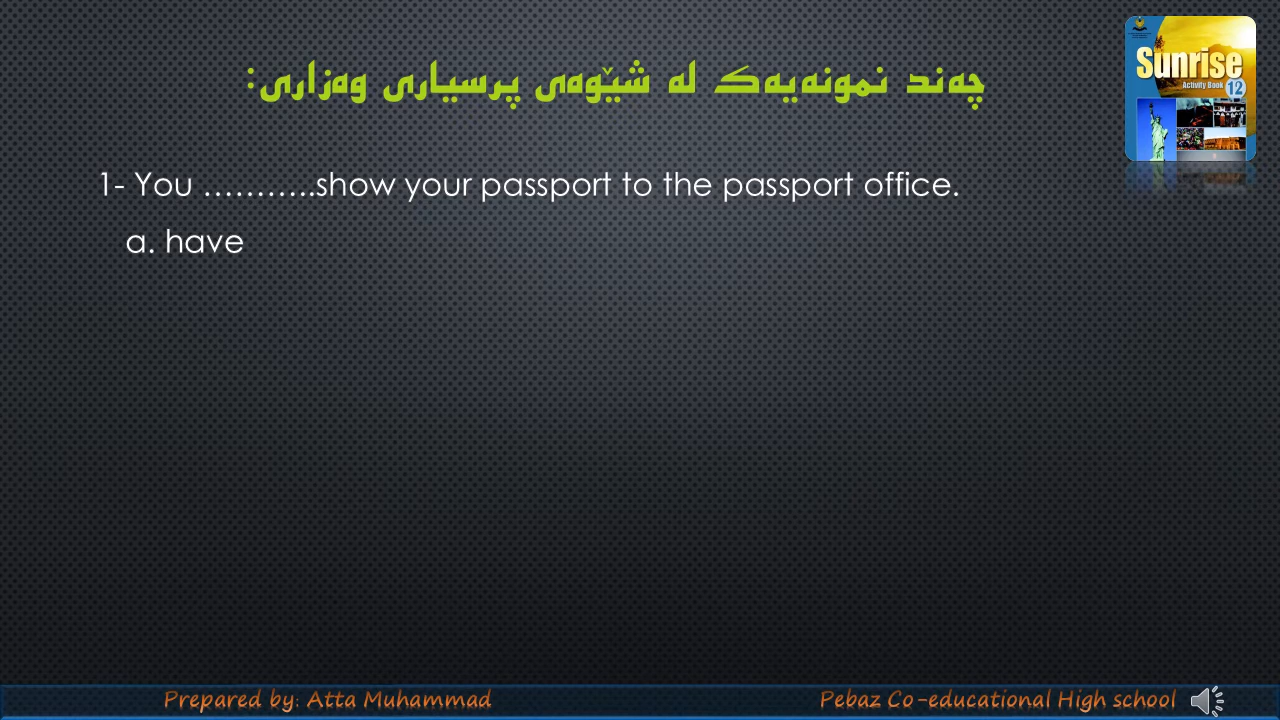 چەند نمونەیەک لە شێوەی پرسیاری وەزاری:
Sunrise
Activity Book 12
1- You ………..show your passport to the passport office.
a. have
Prepared by: Atta Muhammad
Pebaz Co-educational High school